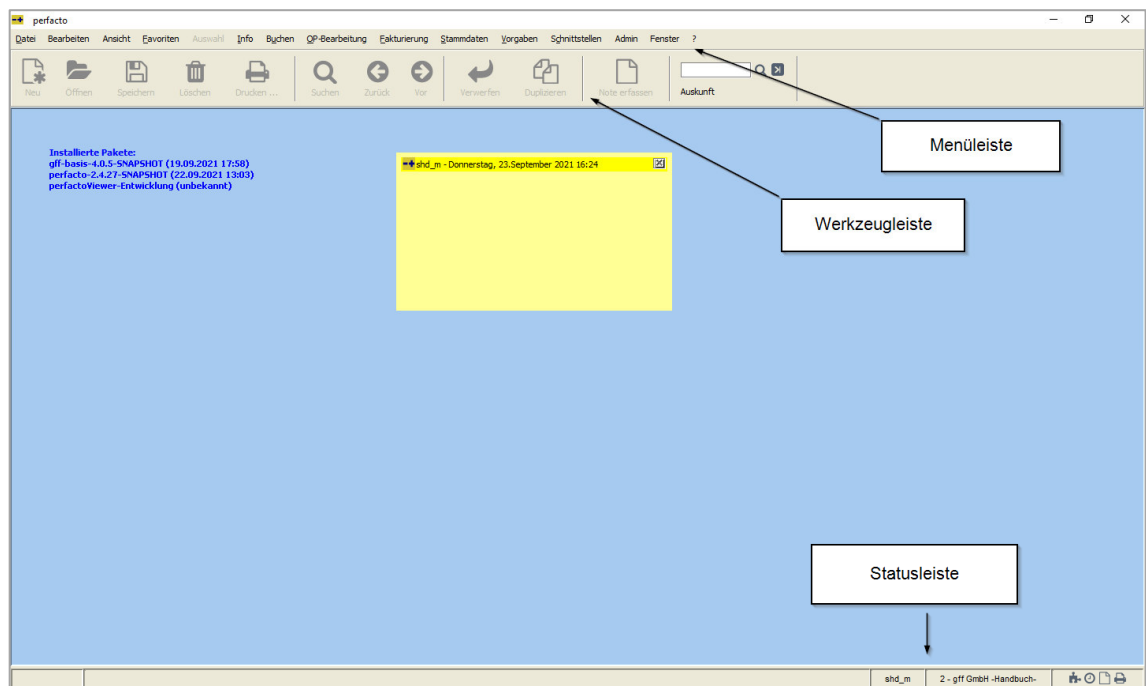 perfacto
Datei Bearbeiten Ansicht Favoriten Auswahl Info Buchen OP-Bearbeitung Fakturierung Stammdaten Vorgaben Schnittstellen Admin Fenster ?
Neu Öffnen Speichern Löschen Drucken ... Suchen Zurück Vor Verwerfen Duplizieren Note erfassen Auskunft
Menüleiste
Installierte Pakete:
gff-basis-4.0.5-SNAPSHOT (19.09.2021 17:58)
perfacto-2.4.27-SNAPSHOT (22.09.2021 13:03)
perfactoViewer-Entwicklung (unbekannt)
shd_m - Donnerstag, 23.September 2021 16:24
Werkzeugleiste
Statusleiste
shd_m 2 - gff GmbH -Handbuch-